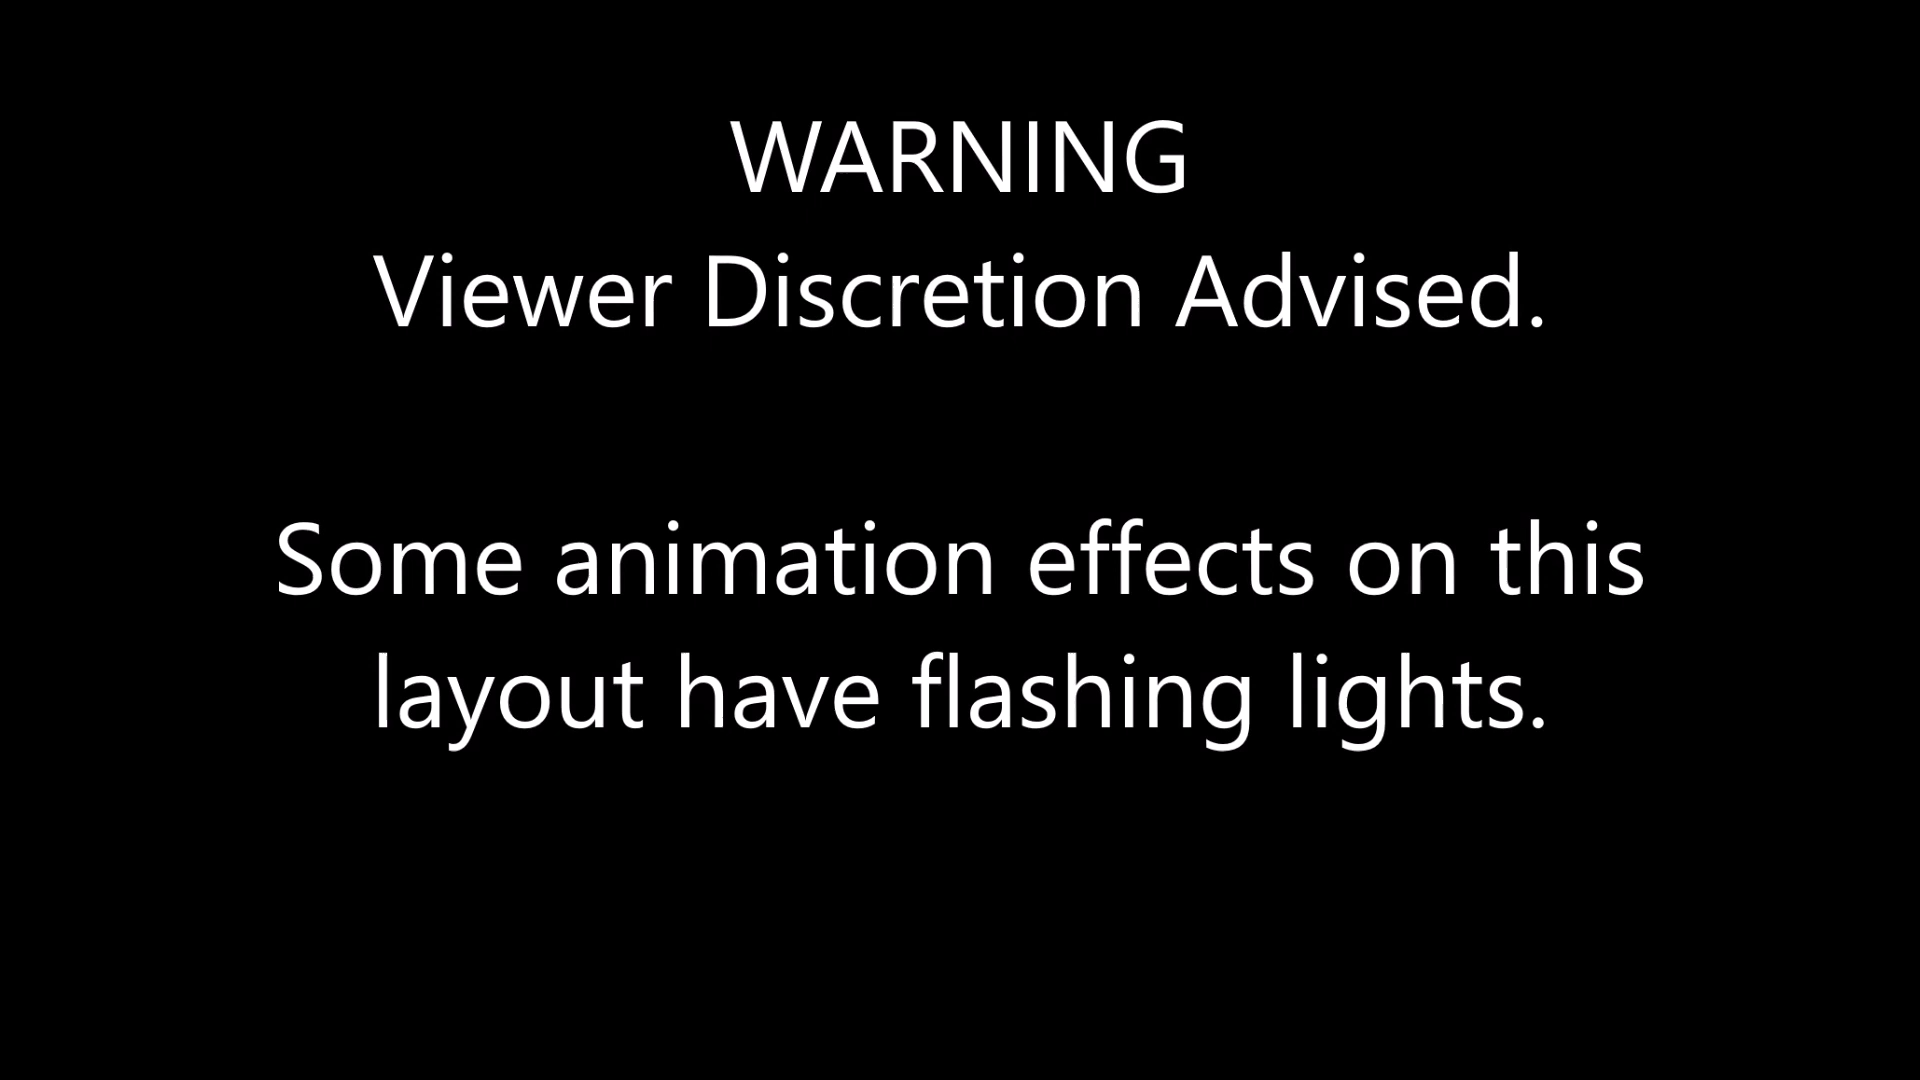 WARNING
Viewer Discretion Advised.
Some animation effects on this
layout have flashing lights.